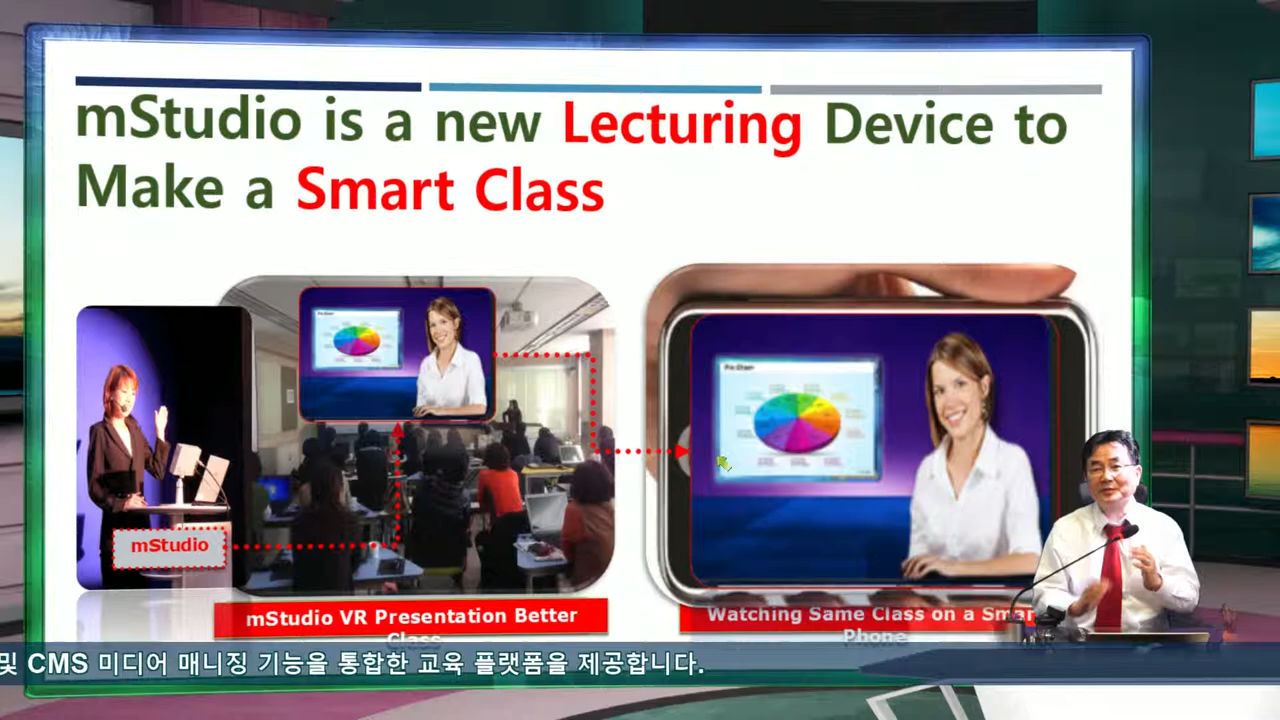 mStudio is a new Lecturing Device to
Make a Smart Class
mStudio
mStudio VR Presentation Better
Class
Watching Same Class on a Smar
Phone
및 CMS 미디어 매니징 기능을 통합한 교육 플랫폼을 제공합니다.